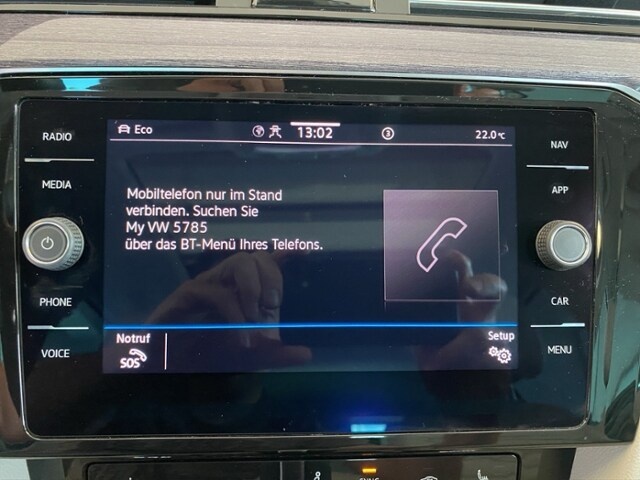 RADIO
MEDIA
PHONE
VOICE
Eco
13:02
3
22.0°C
Mobiltelefon nur im Stand
verbinden. Suchen Sie
My VW 5785
über das BT-Menü Ihres Telefons.
Notruf
SOS
Setup
NAV
APP
CAR
MENU
SYNC